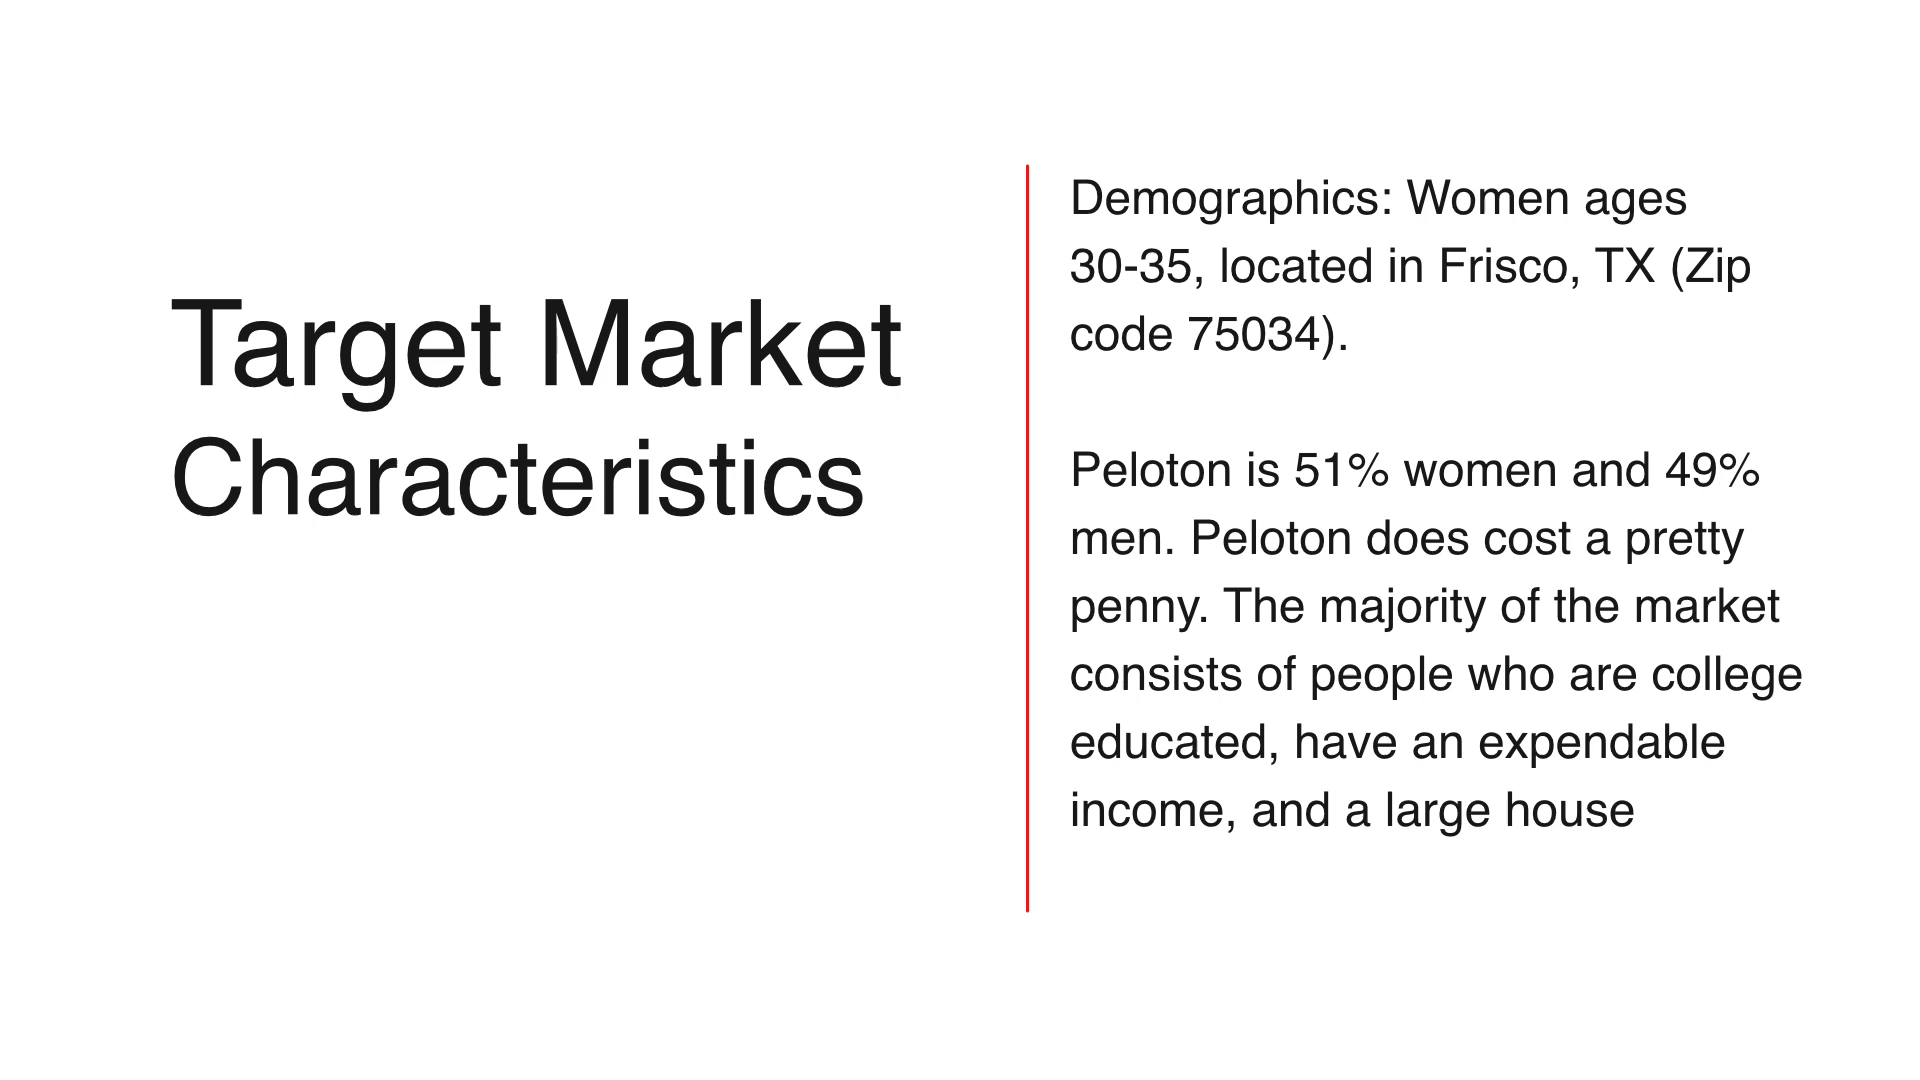 Target Market
Characteristics
Demographics: Women ages
30-35, located in Frisco, TX (Zip
code 75034).
Peloton is 51% women and 49%
men. Peloton does cost a pretty
penny. The majority of the market
consists of people who are college
educated, have an expendable
income, and a large house